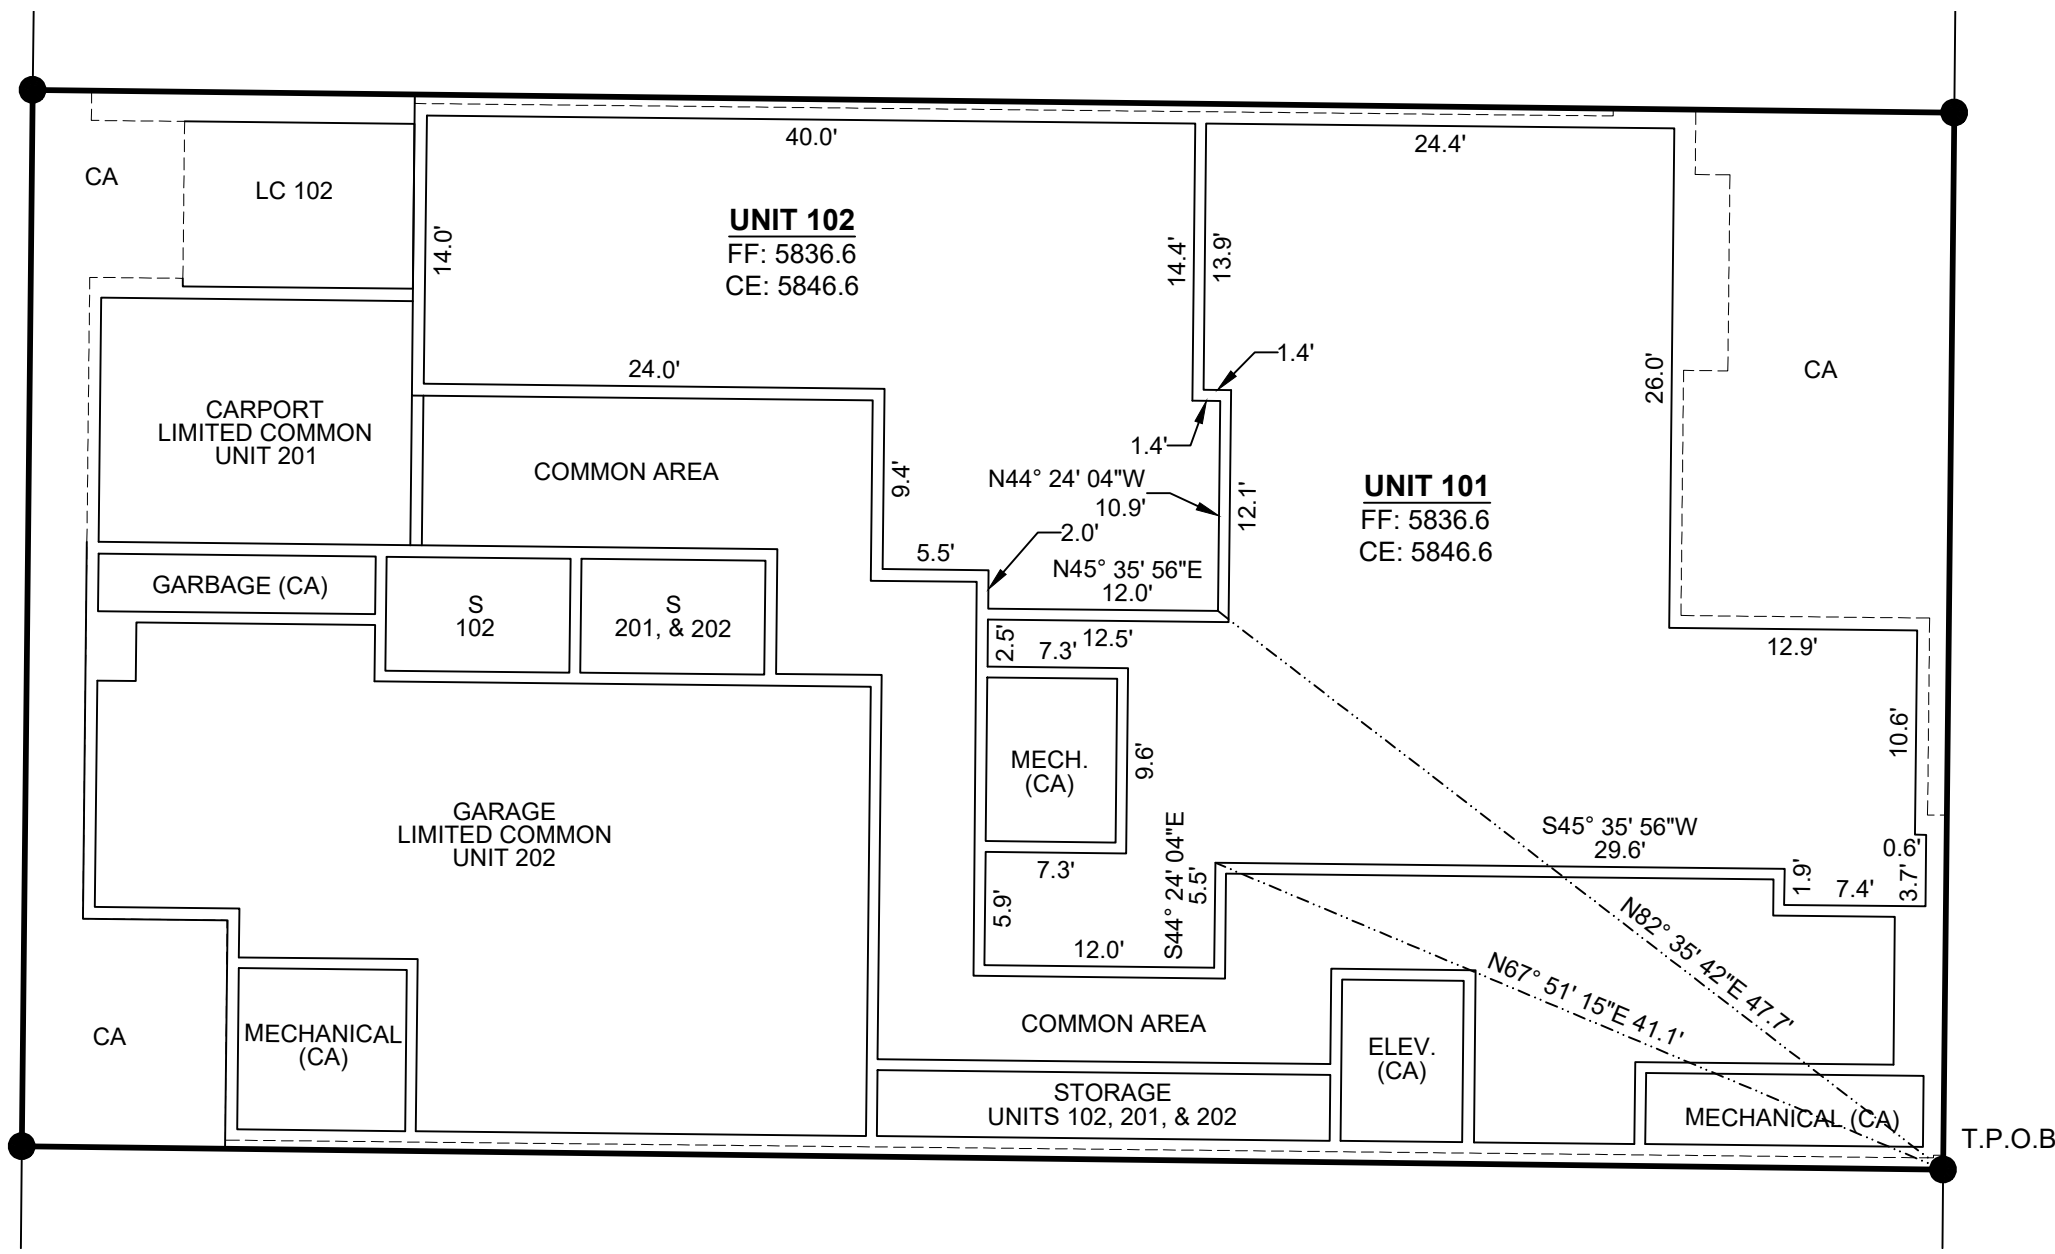 40.0'
24.4'
CA
LC 102
UNIT 102
FF: 5836.6
CE: 5846.6
14.0'
14.4'
13.9'
1.4'
24.0'
26.0'
CA
CARPORT
LIMITED COMMON
UNIT 201
COMMON AREA
1.4'
9.4'
N44° 24' 04"W
10.9'
12.1'
UNIT 101
FF: 5836.6
CE: 5846.6
2.0'
5.5'
N45° 35' 56"E
12.0'
GARBAGE (CA)
S
102
S
201, & 202
2.5'
7.3'
12.5'
12.9'
10.6'
MECH.
(CA)
9.6'
GARAGE
LIMITED COMMON
UNIT 202
S45° 35' 56"W
29.6'
0.6'
7.3'
S44° 24' 04"E
5.5'
1.9'
7.4'
3.7'
5.9'
12.0'
N82° 35' 42"E 47.7'
N67° 51' 15"E 41.1'
CA
MECHANICAL
(CA)
COMMON AREA
ELEV.
(CA)
STORAGE
UNITS 102, 201, & 202
MECHANICAL (CA)
T.P.O.B